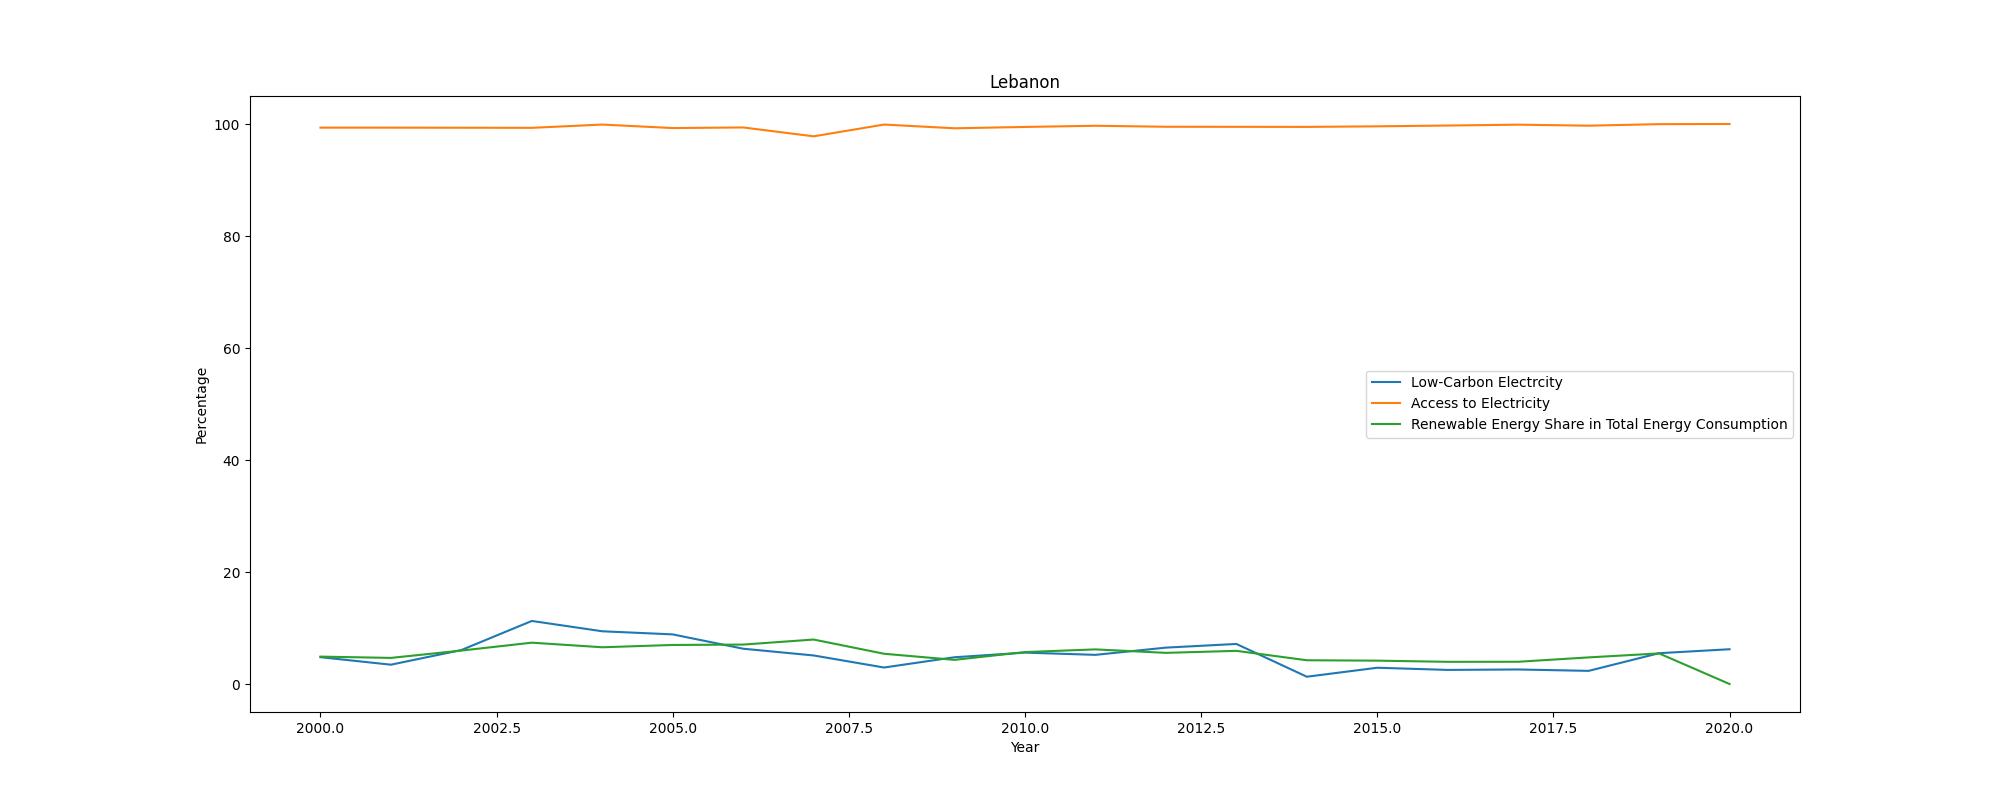 Lebanon
100
80
60
40
20
0
Percentage
Low-Carbon Electrcity
Access to Electricity
Renewable Energy Share in Total Energy Consumption
2000.0 2002.5 2005.0 2007.5 2010.0 2012.5 2015.0 2017.5 2020.0
Year